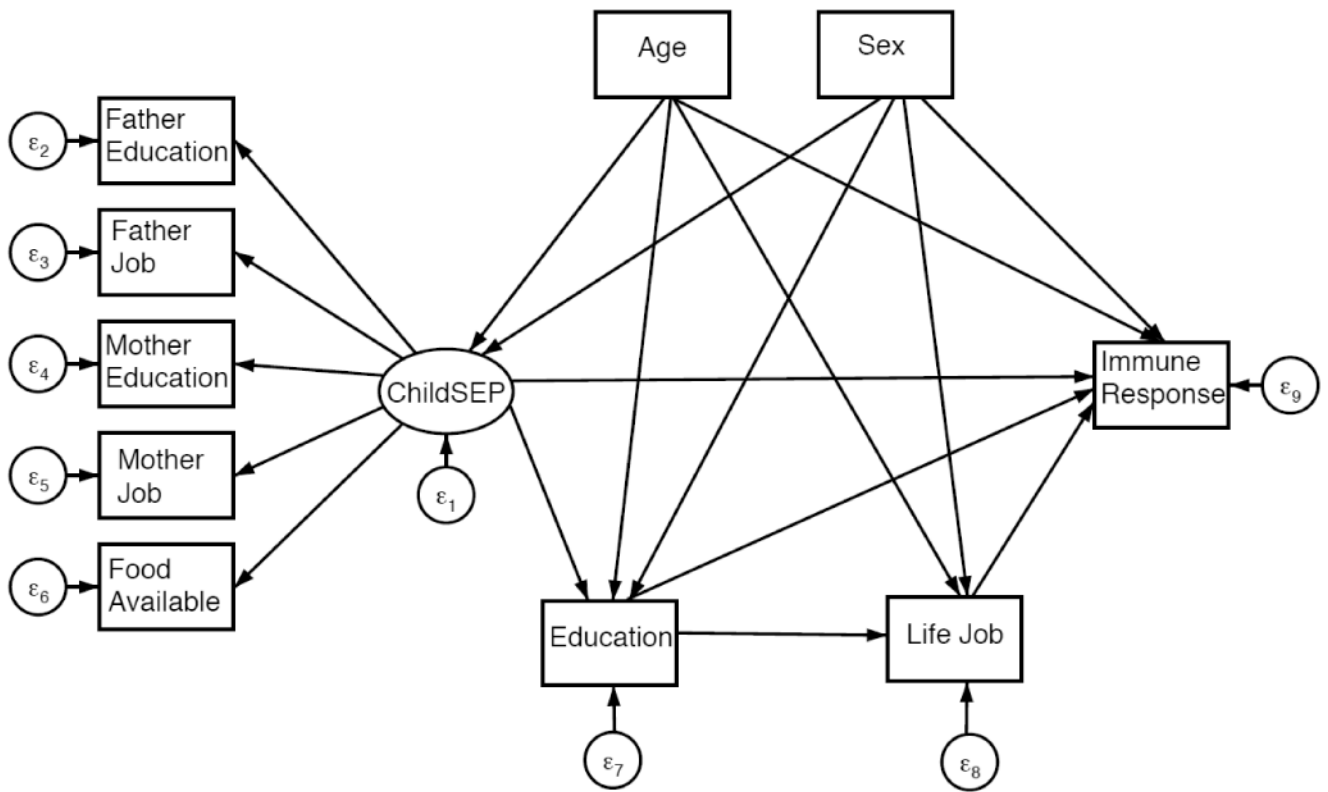 Age
Sex
ε2
Father
Education
ε3
Father
Job
ε4
Mother
Education
ε5
Mother
Job
ε6
Food
Available
ChildSEP
ε1
Immune
Response
ε9
Education
Life Job
ε7
ε8